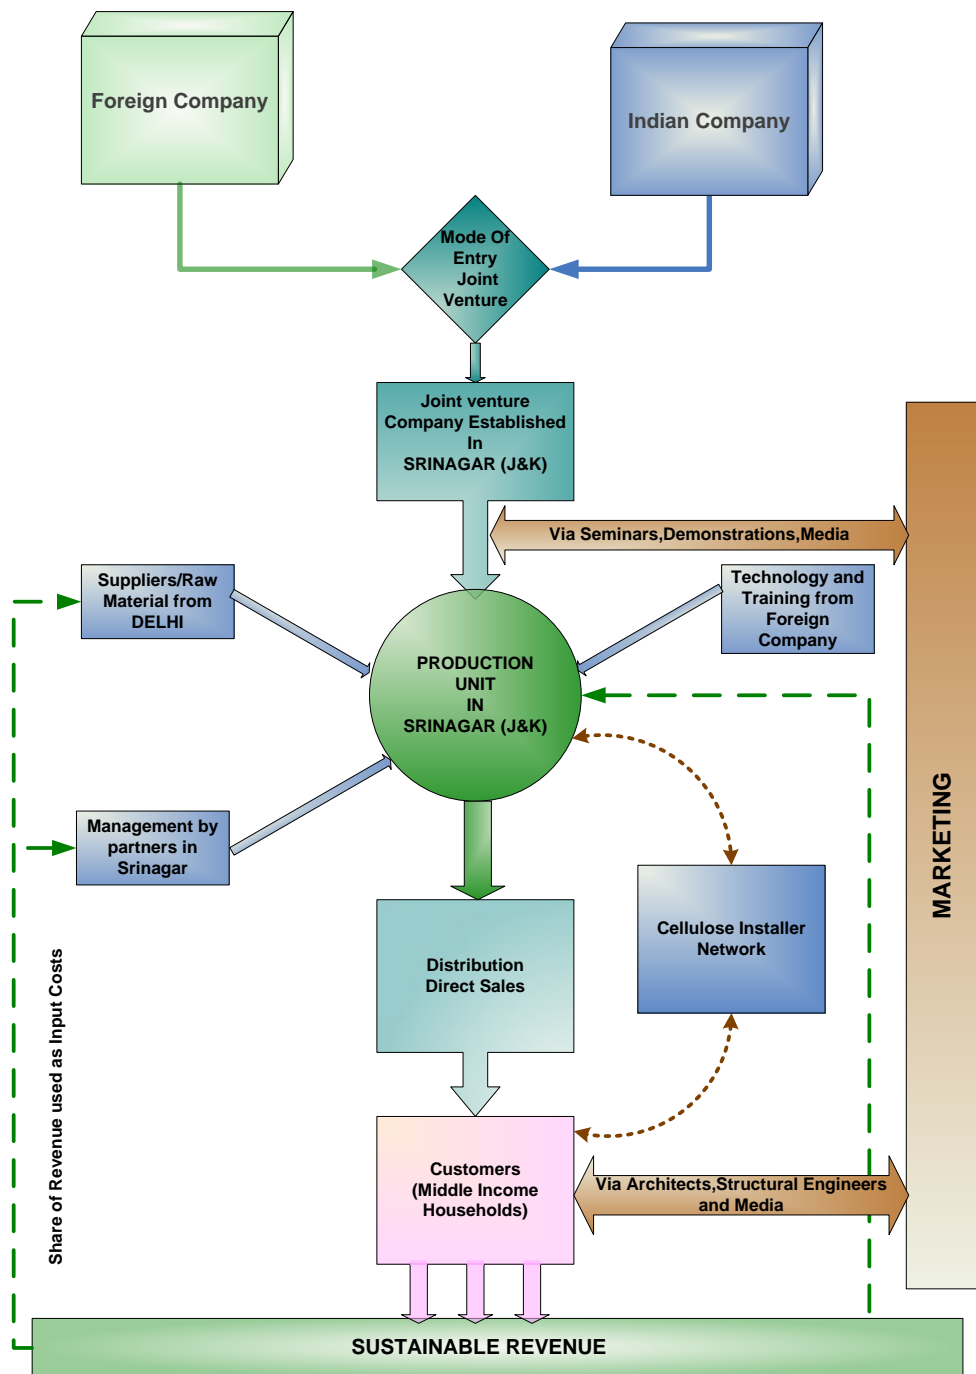 Foreign Company
Indian Company
Mode Of
Entry
Joint
Venture
Joint venture
Company Established
In
SRINAGAR (J&K)
Via Seminars,Demonstrations,Media
Suppliers/Raw
Material from
DELHI
Technology and
Training from
Foreign
Company
PRODUCTION
UNIT
IN
SRINAGAR (J&K)
MARKETING
Management by
partners in
Srinagar
Cellulose Installer
Network
Distribution
Direct Sales
Share of Revenue used as Input Costs
Customers
(Middle Income
Households)
Via Architects,Structural Engineers
and Media
SUSTAINABLE REVENUE